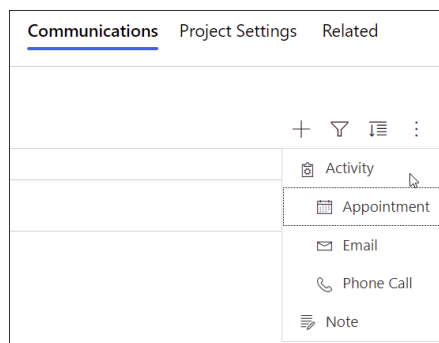 Communications Project Settings Related
Activity
Appointment
Email
Phone Call
Note